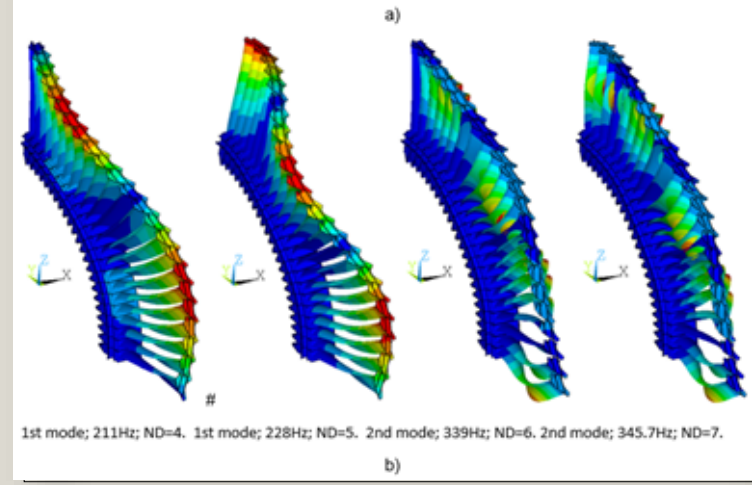 a)
Z X Z X Z X Z X
#
1st mode; 211Hz; ND=4. 1st mode; 228Hz; ND=5. 2nd mode; 339Hz; ND=6. 2nd mode; 345.7Hz; ND=7.
b)